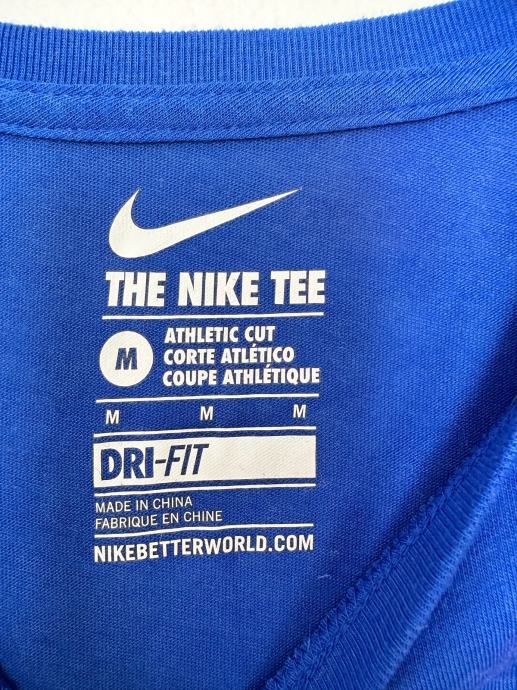 THE NIKE TEE
M
ATHLETIC CUT
CORTE ATLÉTICO
COUPE ATHLÉTIQUE
M M M
DRI-FIT
MADE IN CHINA
FABRIQUE EN CHINE
NIKEBETTERWORLD.COM